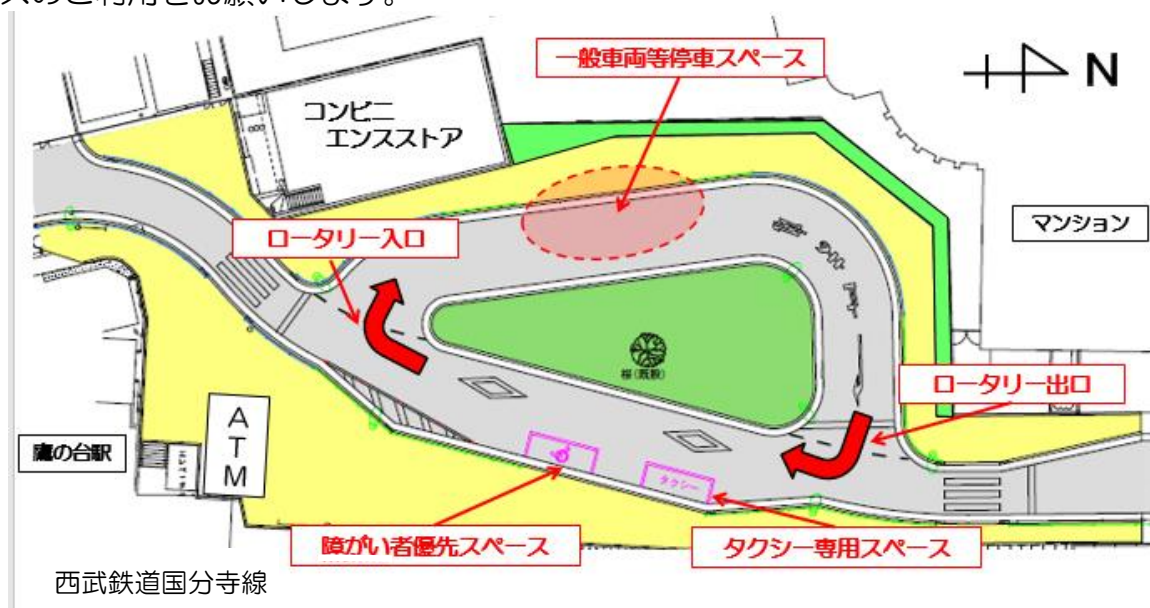 スのご利用をお願いします。
一般車両等停車スペース
N
コンビニ
エンスストア
マンション
ロータリー入口
桜(既設)
ロータリー出口
ATM
鷹の台駅
タクシー
障がい者優先スペース
タクシー専用スペース
西武鉄道国分寺線